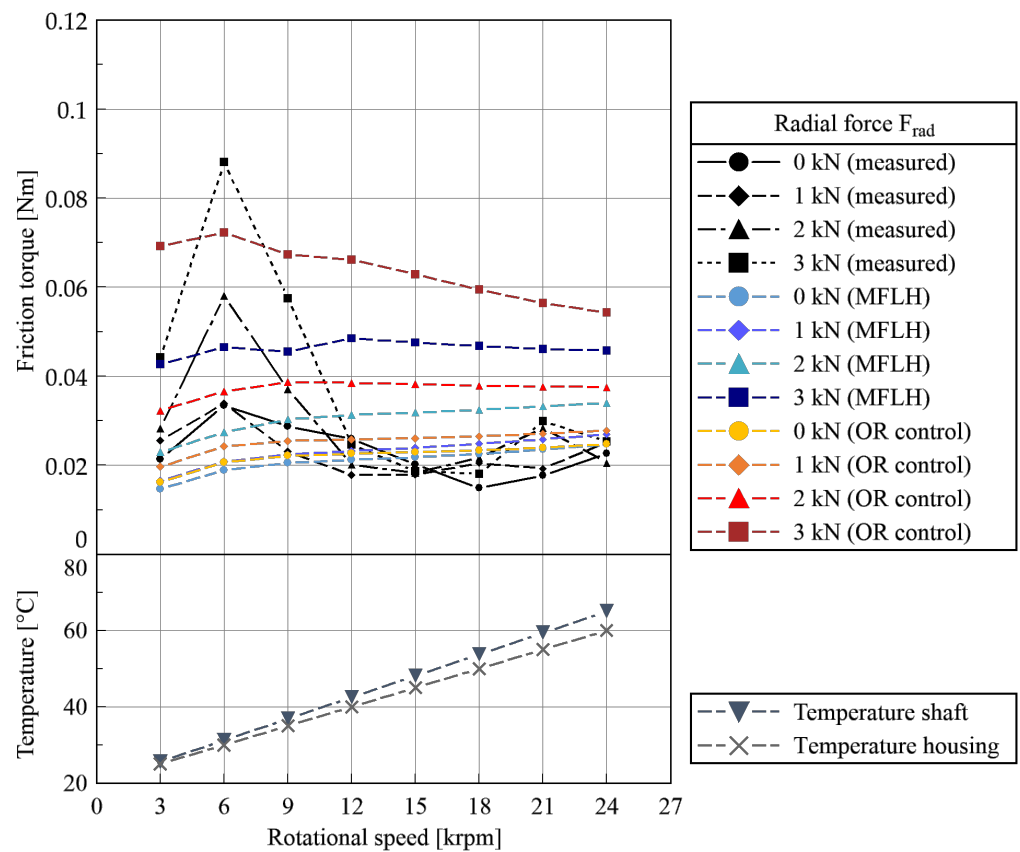 0.12
0.1
0.08
0.06
0.04
0.02
0
Friction torque [Nm]
80
60
40
20
Temperature [°C]
0 3 6 9 12 15 18 21 24 27
Rotational speed [krpm]
Radial force Frad
0 kN (measured)
1 kN (measured)
2 kN (measured)
3 kN (measured)
0 kN (MFLH)
1 kN (MFLH)
2 kN (MFLH)
3 kN (MFLH)
0 kN (OR control)
1 kN (OR control)
2 kN (OR control)
3 kN (OR control)
Temperature shaft
Temperature housing